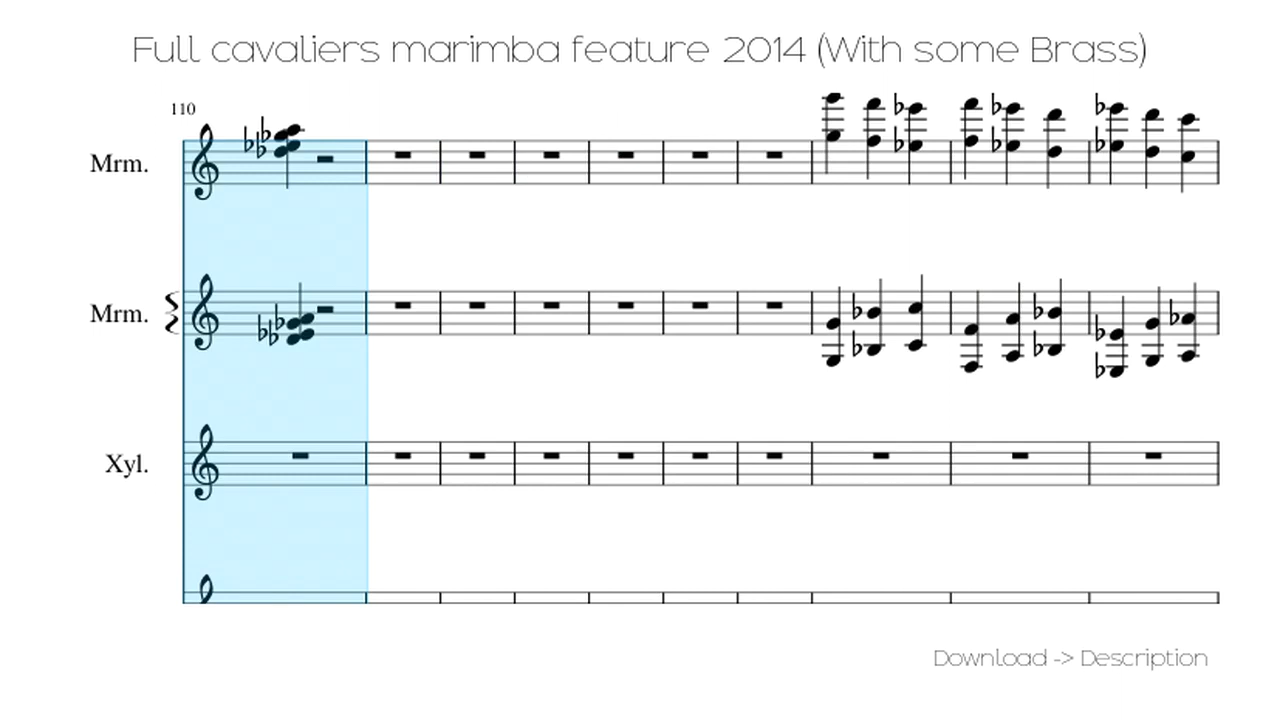 Full cavaliers marimba feature 2014 (With some Brass)
110
Mrm.
Mrm.
Xyl.
Download -> Description